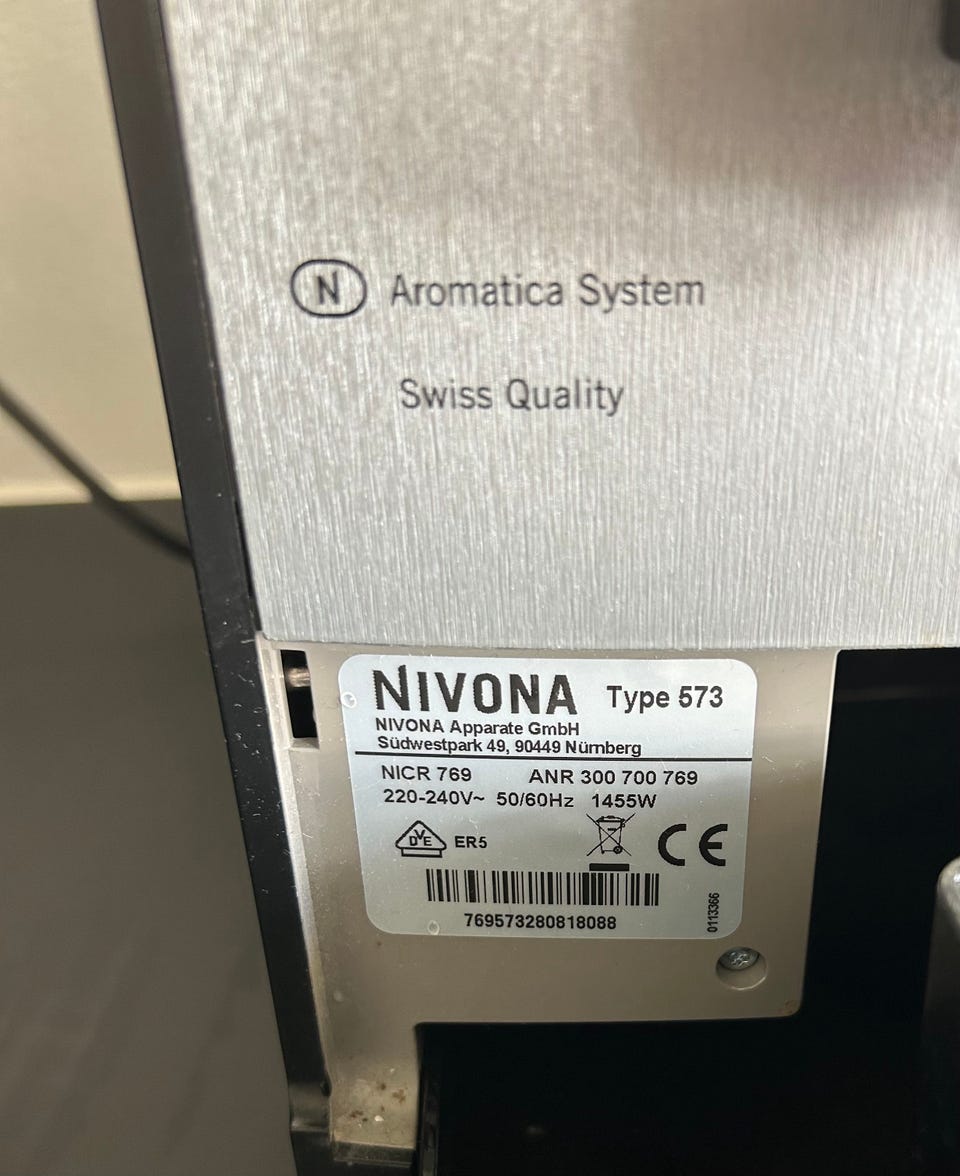 N Aromatica System
Swiss Quality
NIVONA Type 573
NIVONA Apparate GmbH
Südwestpark 49, 90449 Nürnberg
NICR 769 ANR 300 700 769
220-240V~ 50/60Hz 1455W
DVE ER5 CE
769573280818088
0113366